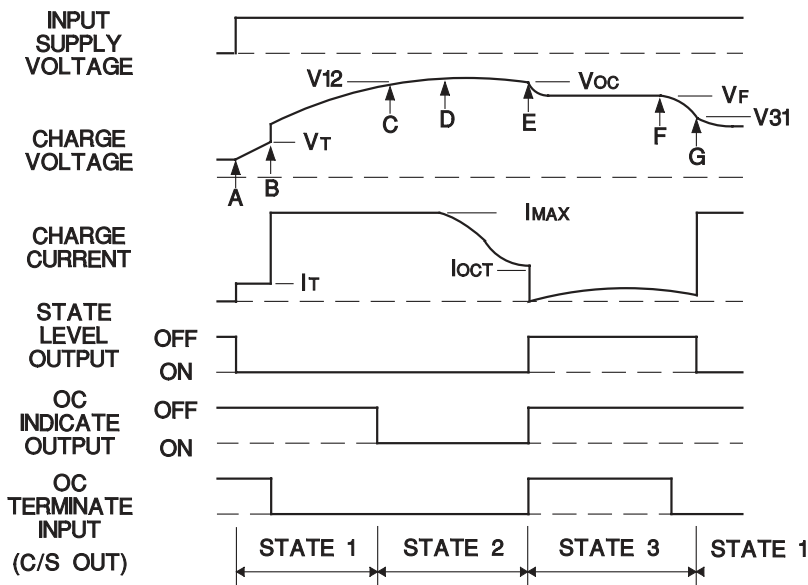 INPUT
SUPPLY
VOLTAGE
V12
VOC
VF
V31
C
D
E
F
G
VT
CHARGE
VOLTAGE
A
B
IMAX
CHARGE
CURRENT
IOCT
IT
STATE
LEVEL
OUTPUT
OFF
ON
OC
INDICATE
OUTPUT
OFF
ON
OC
TERMINATE
INPUT
(C/S OUT)
STATE 1
STATE 2
STATE 3
STATE 1